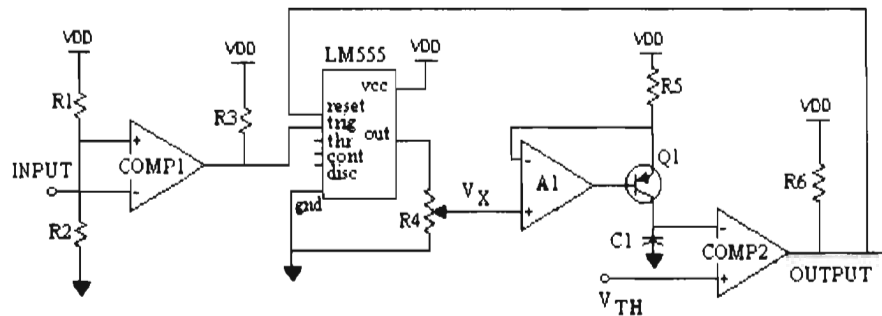 VDD
R1
INPUT
R2
+
-
COMP1
VDD
R3
LM555
reset
trig
thr
cont
disc
gnd
vcc
out
VDD
R4
VX
-
+
A1
VDD
R5
Q1
C1
-
+
COMP2
VTH
VDD
R6
OUTPUT